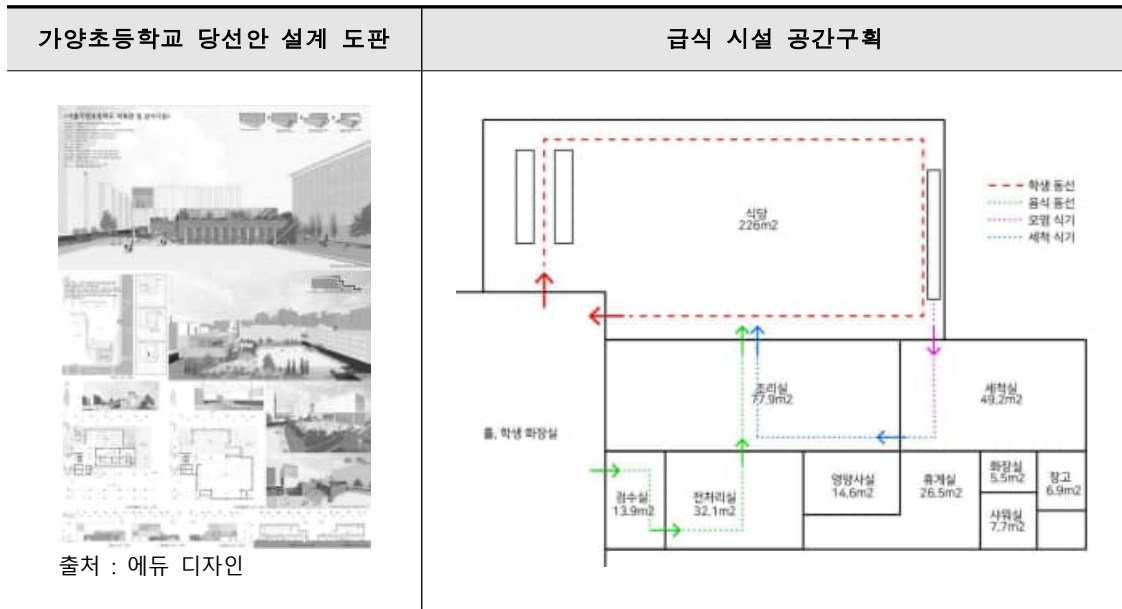 가양초등학교 당선안 설계 도판
급식 시설 공간구획
식당
226m2
학생 동선
음식 동선
오염 식기
세척 식기
조리실
77.9m2
세척실
49.2m2
홀, 학생 화장실
검수실
13.9m2
전처리실
32.1m2
영양사실
14.6m2
휴게실
26.5m2
화장실
5.5m2
창고
6.9m2
샤워실
7.7m2
출처 : 에듀 디자인